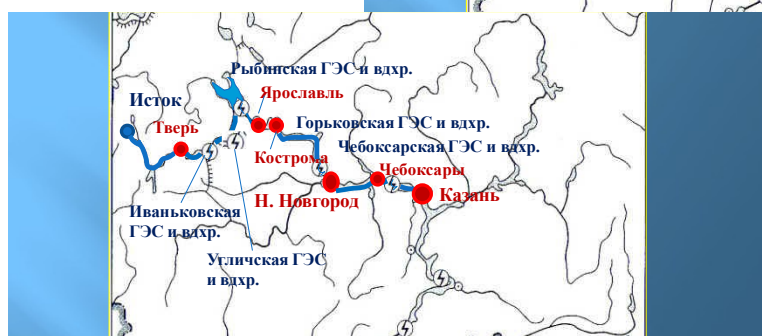 Рыбинская ГЭС и вдхр.
Ярославль
Исток
Горьковская ГЭС и вдхр.
Тверь
Чебоксарская ГЭС и вдхр.
Кострома
Чебоксары
Н. Новгород
Казань
Иваньковская
ГЭС и вдхр.
Угличская ГЭС
и вдхр.